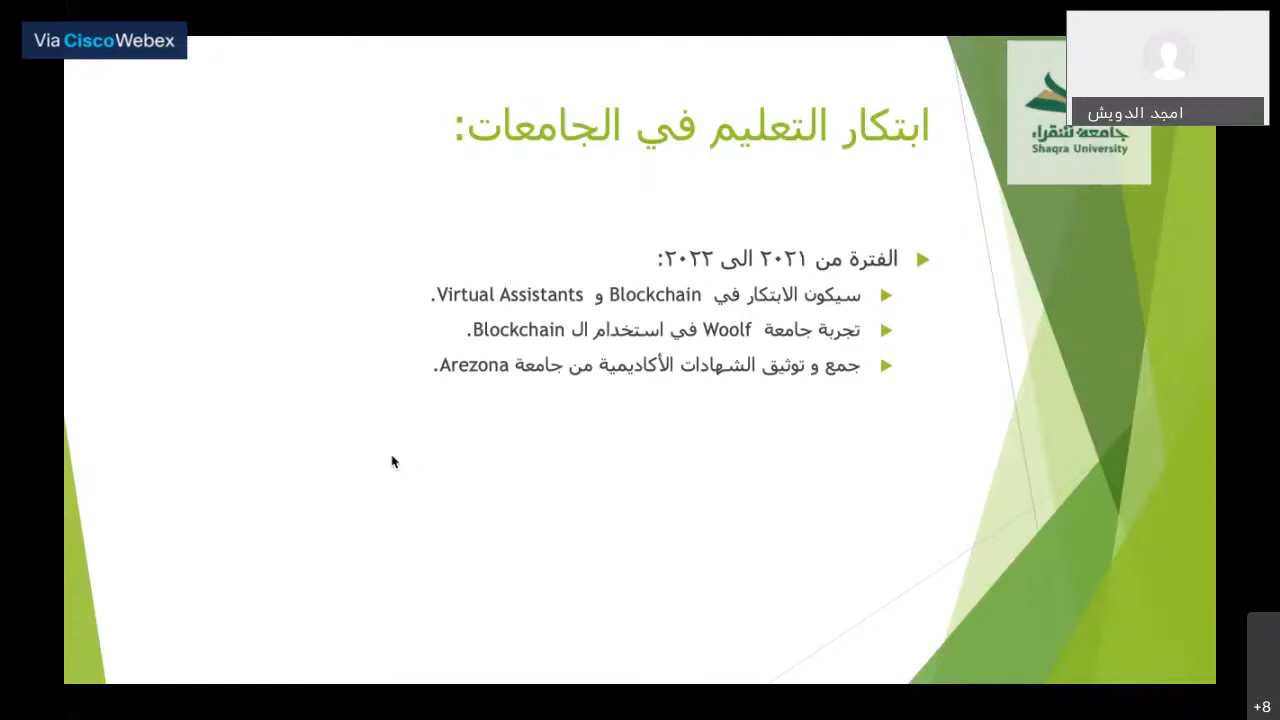 Via CiscoWebex
امجد الدويش
جامعة شقراء
Shaqra University
ابتكار التعليم في الجامعات:
الفترة من ٢٠٢١ الى ٢٠٢٢:
سيكون الابتكار في Blockchain و Virtual Assistants.
تجربة جامعة Woolf في استخدام ال Blockchain.
جمع و توثيق الشهادات الأكاديمية من جامعة Arezona.
+8